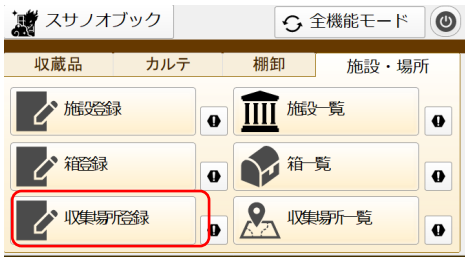 スサノオブック 全機能モード
収蔵品 カルテ 棚卸 施設・場所
施設登録 施設一覧
箱登録 箱一覧
収集場所登録 収集場所一覧